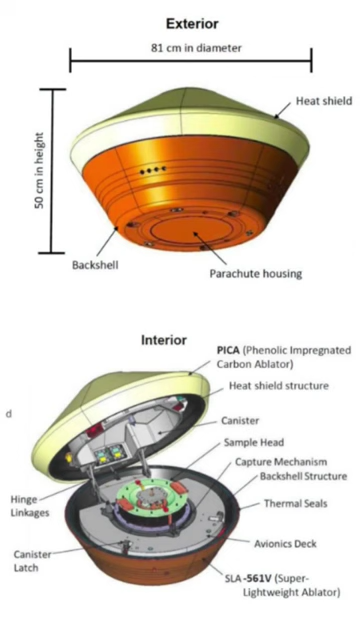 Exterior
81 cm in diameter
Heat shield
50 cm in height
Backshell
Parachute housing
Interior
PICA (Phenolic Impregnated
Carbon Ablator)
Heat shield structure
d
Canister
Sample Head
Capture Mechanism
Backshell Structure
Thermal Seals
Hinge
Linkages
Avionics Deck
Canister
Latch
SLA -561V (Super-
Lightweight Ablator)